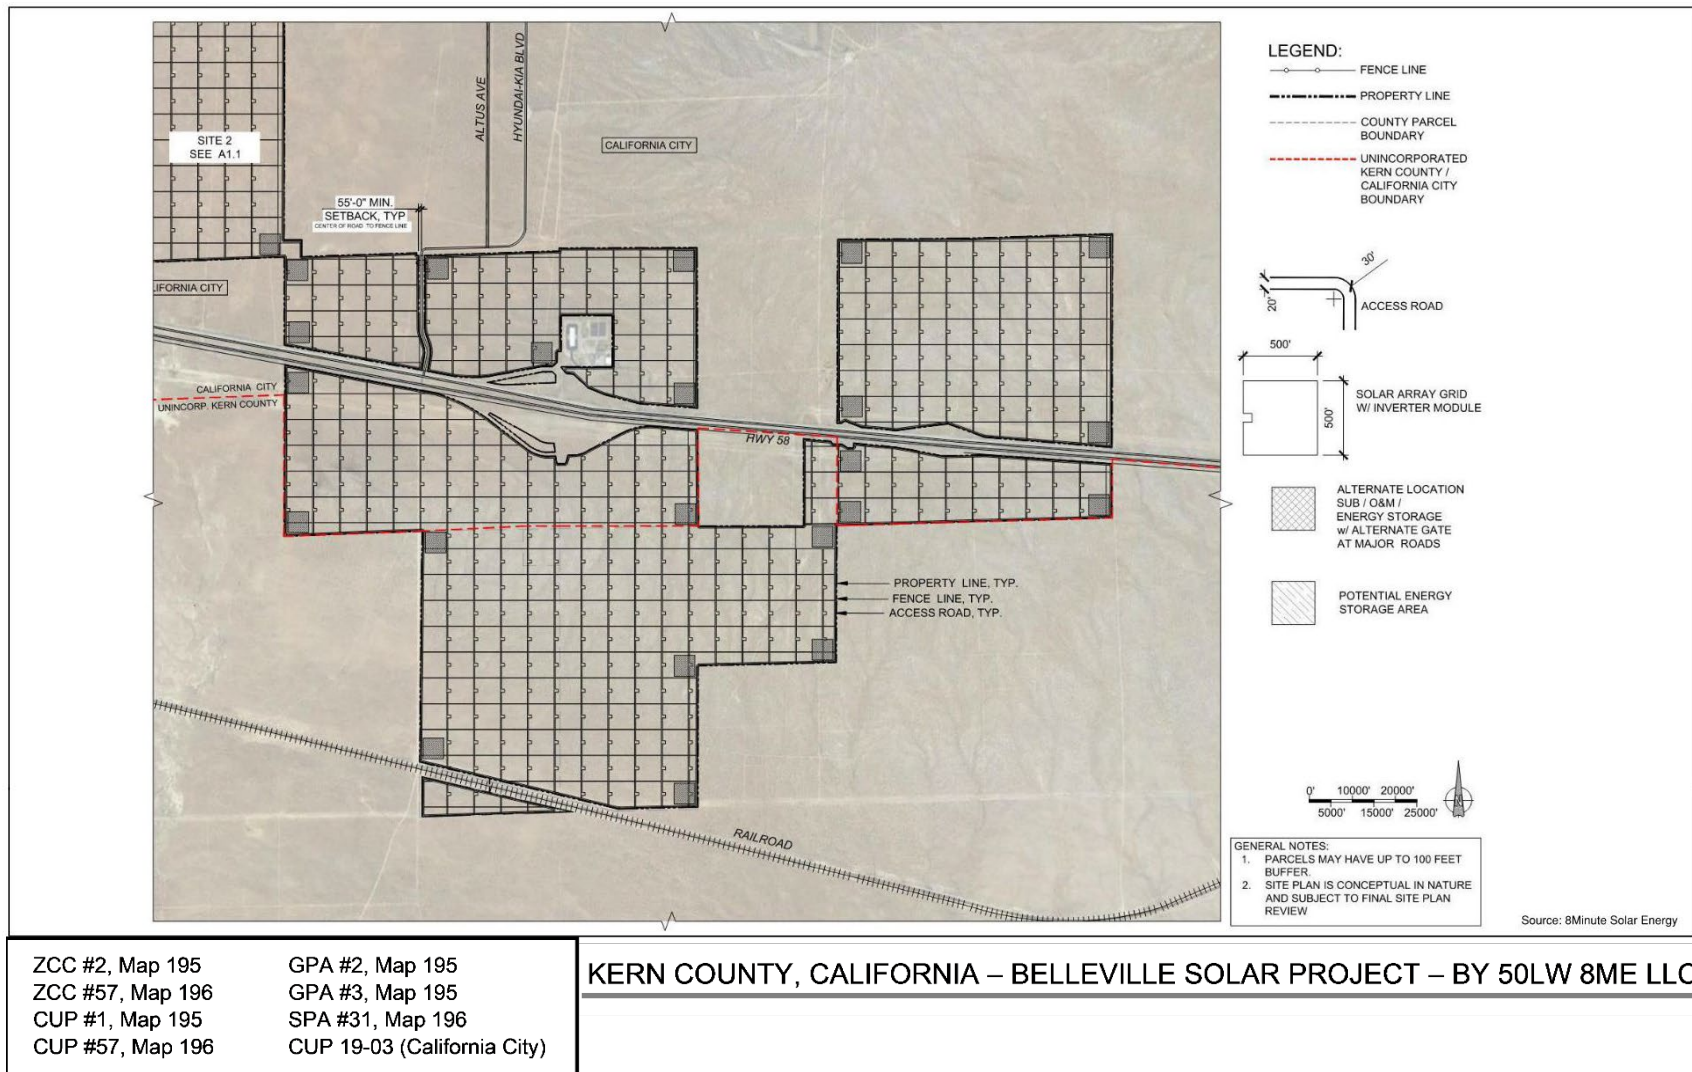 ALTUS AVE
HYUNDAI-KIA BLVD
SITE 2
SEE A1.1
CALIFORNIA CITY
55'-0" MIN.
SETBACK, TYP
CENTER OF ROAD TO FENCE LINE
LIFORNIA CITY
CALIFORNIA CITY
UNINCORP. KERN COUNTY
HWY 58
PROPERTY LINE, TYP.
FENCE LINE, TYP.
ACCESS ROAD, TYP.
RAILROAD
LEGEND:
FENCE LINE
PROPERTY LINE
COUNTY PARCEL
BOUNDARY
UNINCORPORATED
KERN COUNTY /
CALIFORNIA CITY
BOUNDARY
30'
20'
ACCESS ROAD
500'
500'
SOLAR ARRAY GRID
W/ INVERTER MODULE
ALTERNATE LOCATION
SUB / O&M /
ENERGY STORAGE
w/ ALTERNATE GATE
AT MAJOR ROADS
POTENTIAL ENERGY
STORAGE AREA
0' 10000' 20000'
5000' 15000' 25000'
N
GENERAL NOTES:
1. PARCELS MAY HAVE UP TO 100 FEET
BUFFER.
2. SITE PLAN IS CONCEPTUAL IN NATURE
AND SUBJECT TO FINAL SITE PLAN
REVIEW
Source: 8Minute Solar Energy
ZCC #2, Map 195 GPA #2, Map 195
ZCC #57, Map 196 GPA #3, Map 195
CUP #1, Map 195 SPA #31, Map 196
CUP #57, Map 196 CUP 19-03 (California City)
KERN COUNTY, CALIFORNIA – BELLEVILLE SOLAR PROJECT – BY 50LW 8ME LLC